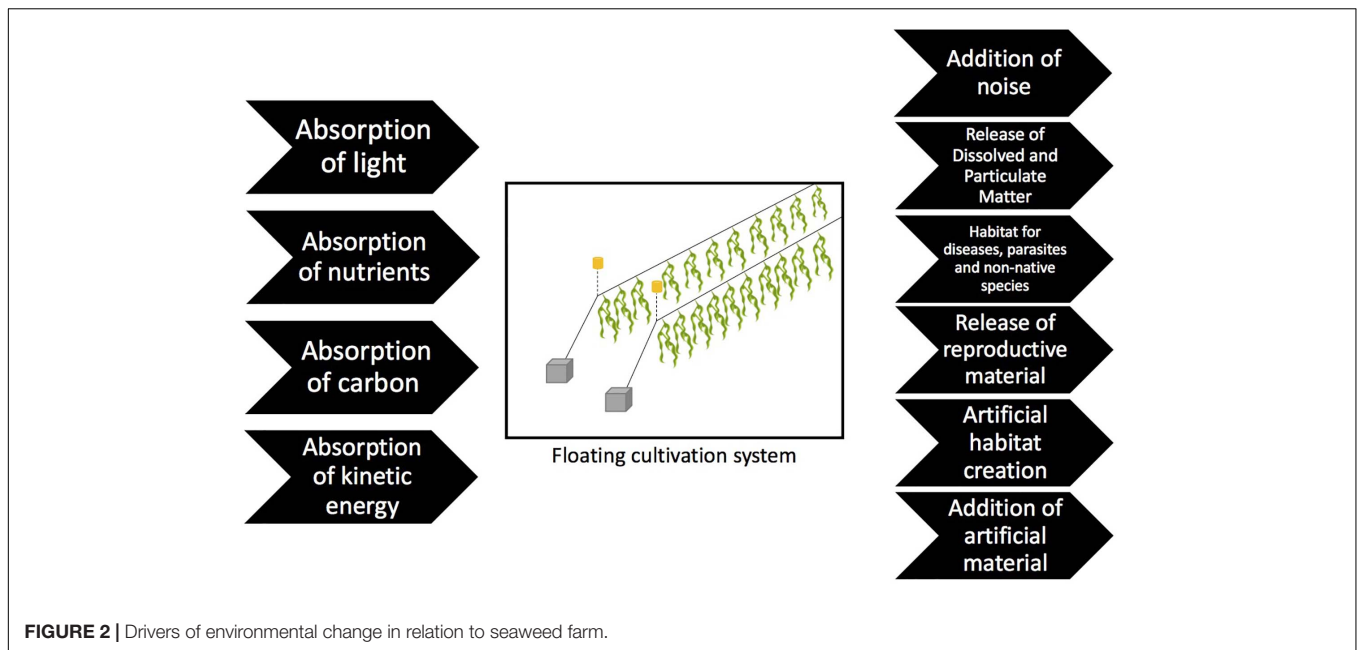 Absorption
of light
Absorption
of nutrients
Absorption
of carbon
Absorption
of kinetic
energy
Floating cultivation system
Addition of
noise
Release of
Dissolved and
Particulate
Matter
Habitat for
diseases, parasites
and non-native
species
Release of
reproductive
material
Artificial
habitat
creation
Addition of
artificial
material
FIGURE 2 | Drivers of environmental change in relation to seaweed farm.